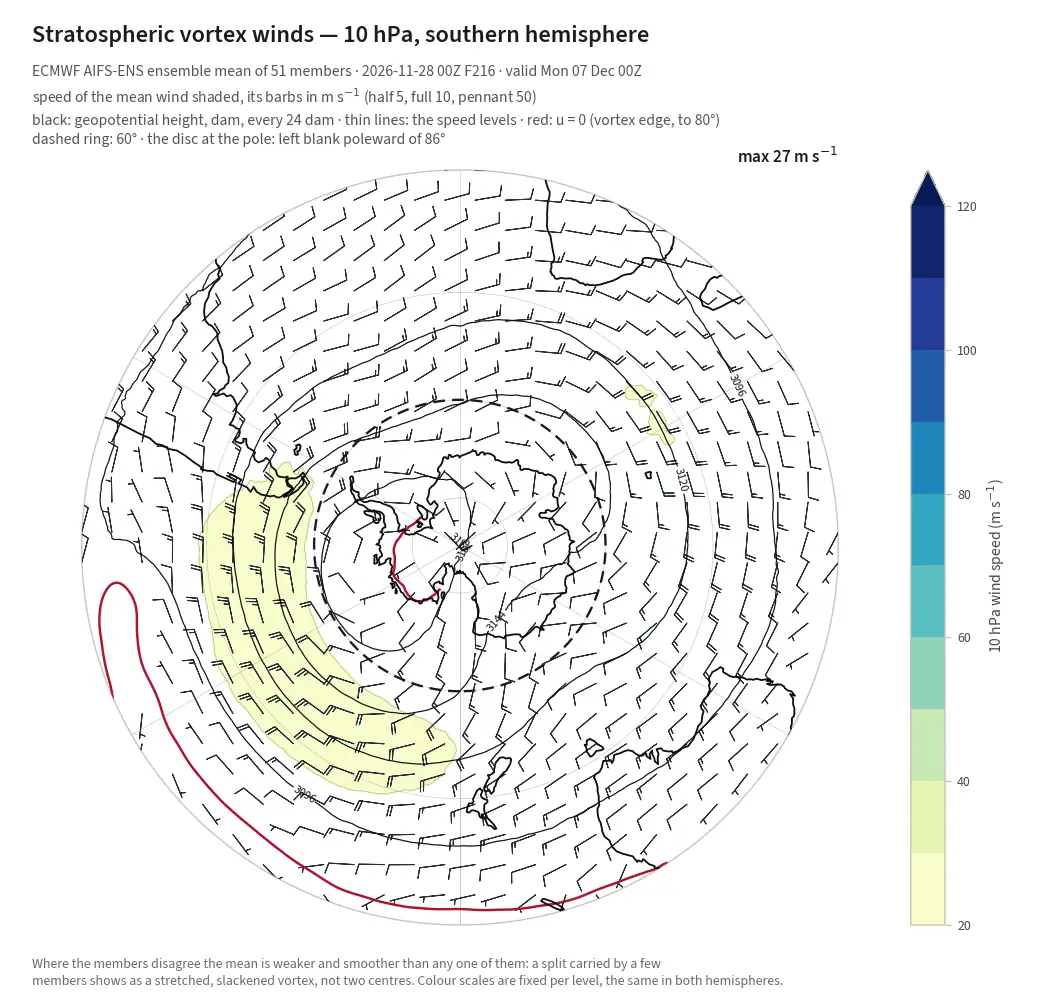 Stratospheric vortex winds — 10 hPa, southern hemisphere
ECMWF AIFS-ENS ensemble mean of 51 members · 2026-11-28 00Z F216 · valid Mon 07 Dec 00Z
speed of the mean wind shaded, its barbs in m s⁻¹ (half 5, full 10, pennant 50)
black: geopotential height, dam, every 24 dam · thin lines: the speed levels · red: u = 0 (vortex edge, to 80°)
dashed ring: 60° · the disc at the pole: left blank poleward of 86°
max 27 m s⁻¹
120
100
80
60
40
20
10 hPa wind speed (m s⁻¹)
3096
3120
3144
3096
Where the members disagree the mean is weaker and smoother than any one of them: a split carried by a few
members shows as a stretched, slackened vortex, not two centres. Colour scales are fixed per level, the same in both hemispheres.